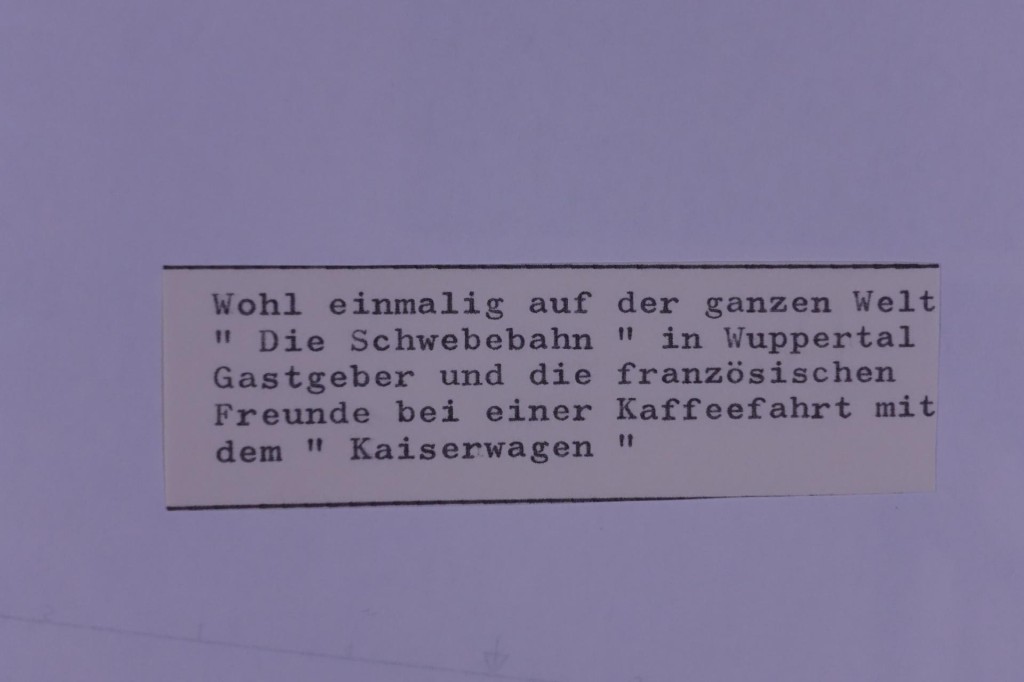 Wohl einmalig auf der ganzen Welt
" Die Schwebebahn " in Wuppertal
Gastgeber und die französischen
Freunde bei einer Kaffeefahrt mit
dem " Kaiserwagen "